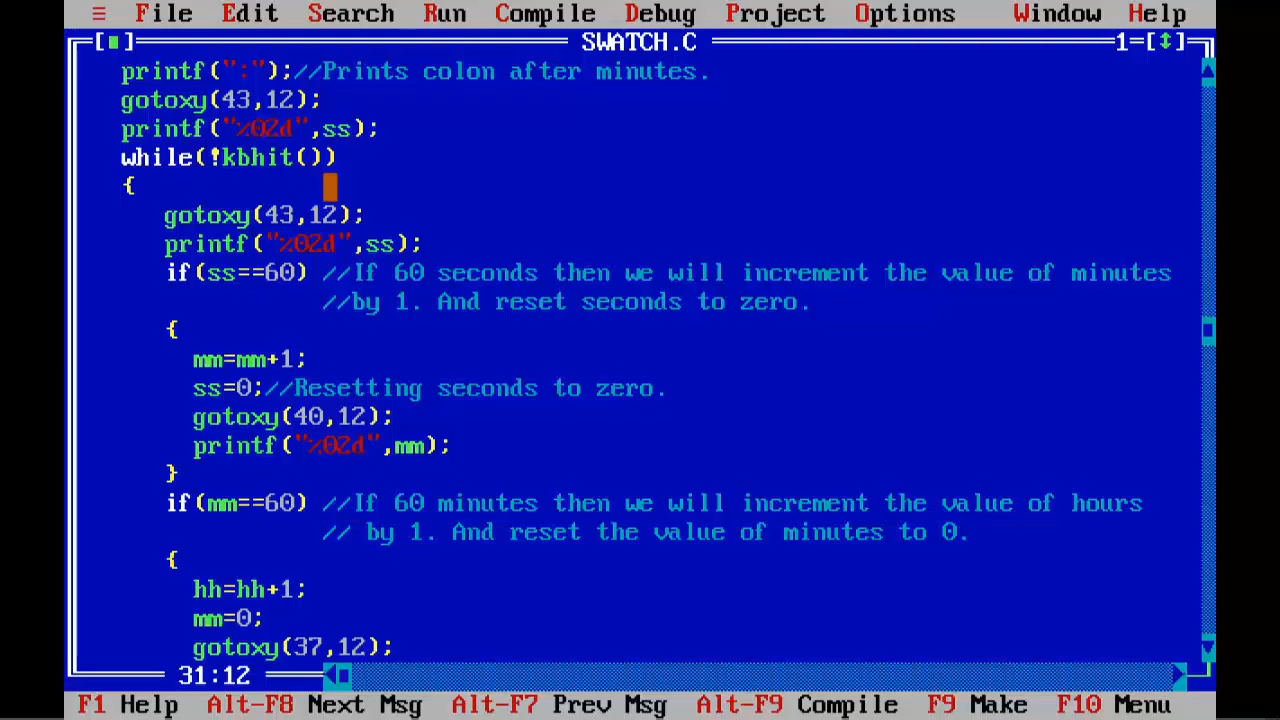 ≡ File Edit Search Run Compile Debug Project Options Window Help
[■] SWATCH.C 1=[↕]
printf(":");//Prints colon after minutes.
gotoxy(43,12);
printf("%02d",ss);
while(!kbhit())
{
gotoxy(43,12);
printf("%02d",ss);
if(ss==60) //If 60 seconds then we will increment the value of minutes
//by 1. And reset seconds to zero.
{
mm=mm+1;
ss=0;//Resetting seconds to zero.
gotoxy(40,12);
printf("%02d",mm);
}
if(mm==60) //If 60 minutes then we will increment the value of hours
// by 1. And reset the value of minutes to 0.
{
hh=hh+1;
mm=0;
gotoxy(37,12);
31:12
F1 Help Alt-F8 Next Msg Alt-F7 Prev Msg Alt-F9 Compile F9 Make F10 Menu